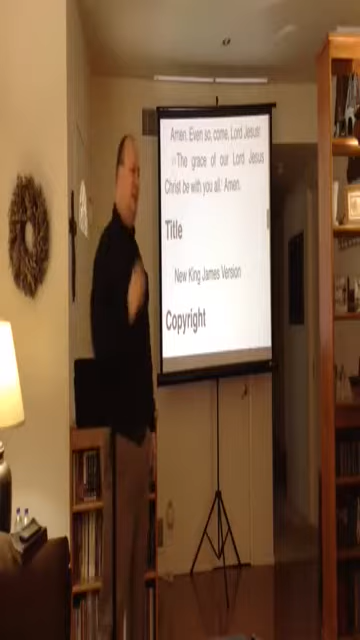 Amen. Even so, come, Lord Jesus!
The grace of our Lord Jesus
Christ be with you all. Amen.
Title
New King James Version
Copyright